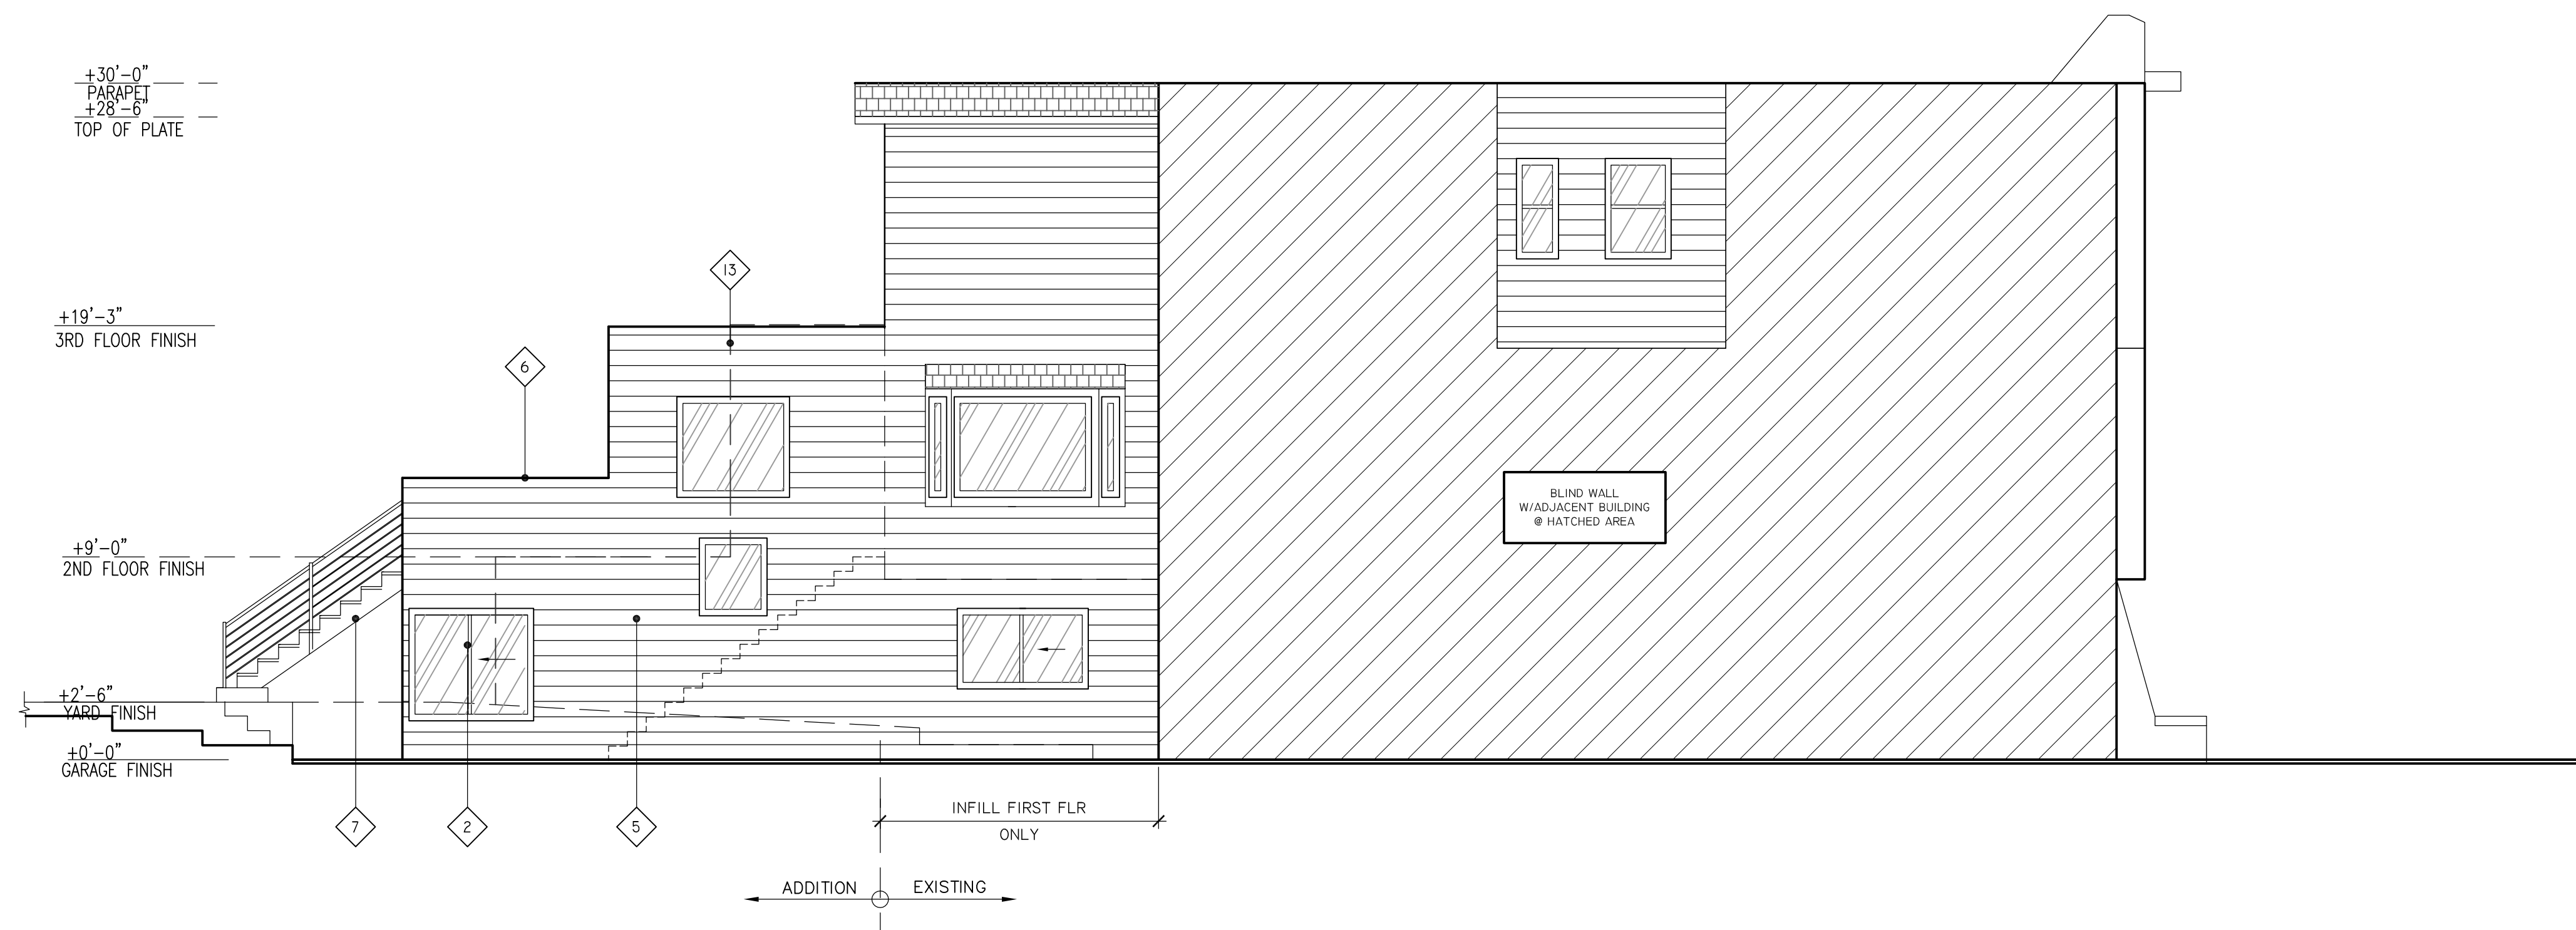 +30'-0"
PARAPET
+28'-6"
TOP OF PLATE
13
+19'-3"
3RD FLOOR FINISH
6
BLIND WALL
W/ADJACENT BUILDING
@ HATCHED AREA
+9'-0"
2ND FLOOR FINISH
+2'-6"
YARD FINISH
+0'-0"
GARAGE FINISH
7
2
5
INFILL FIRST FLR
ONLY
ADDITION
EXISTING